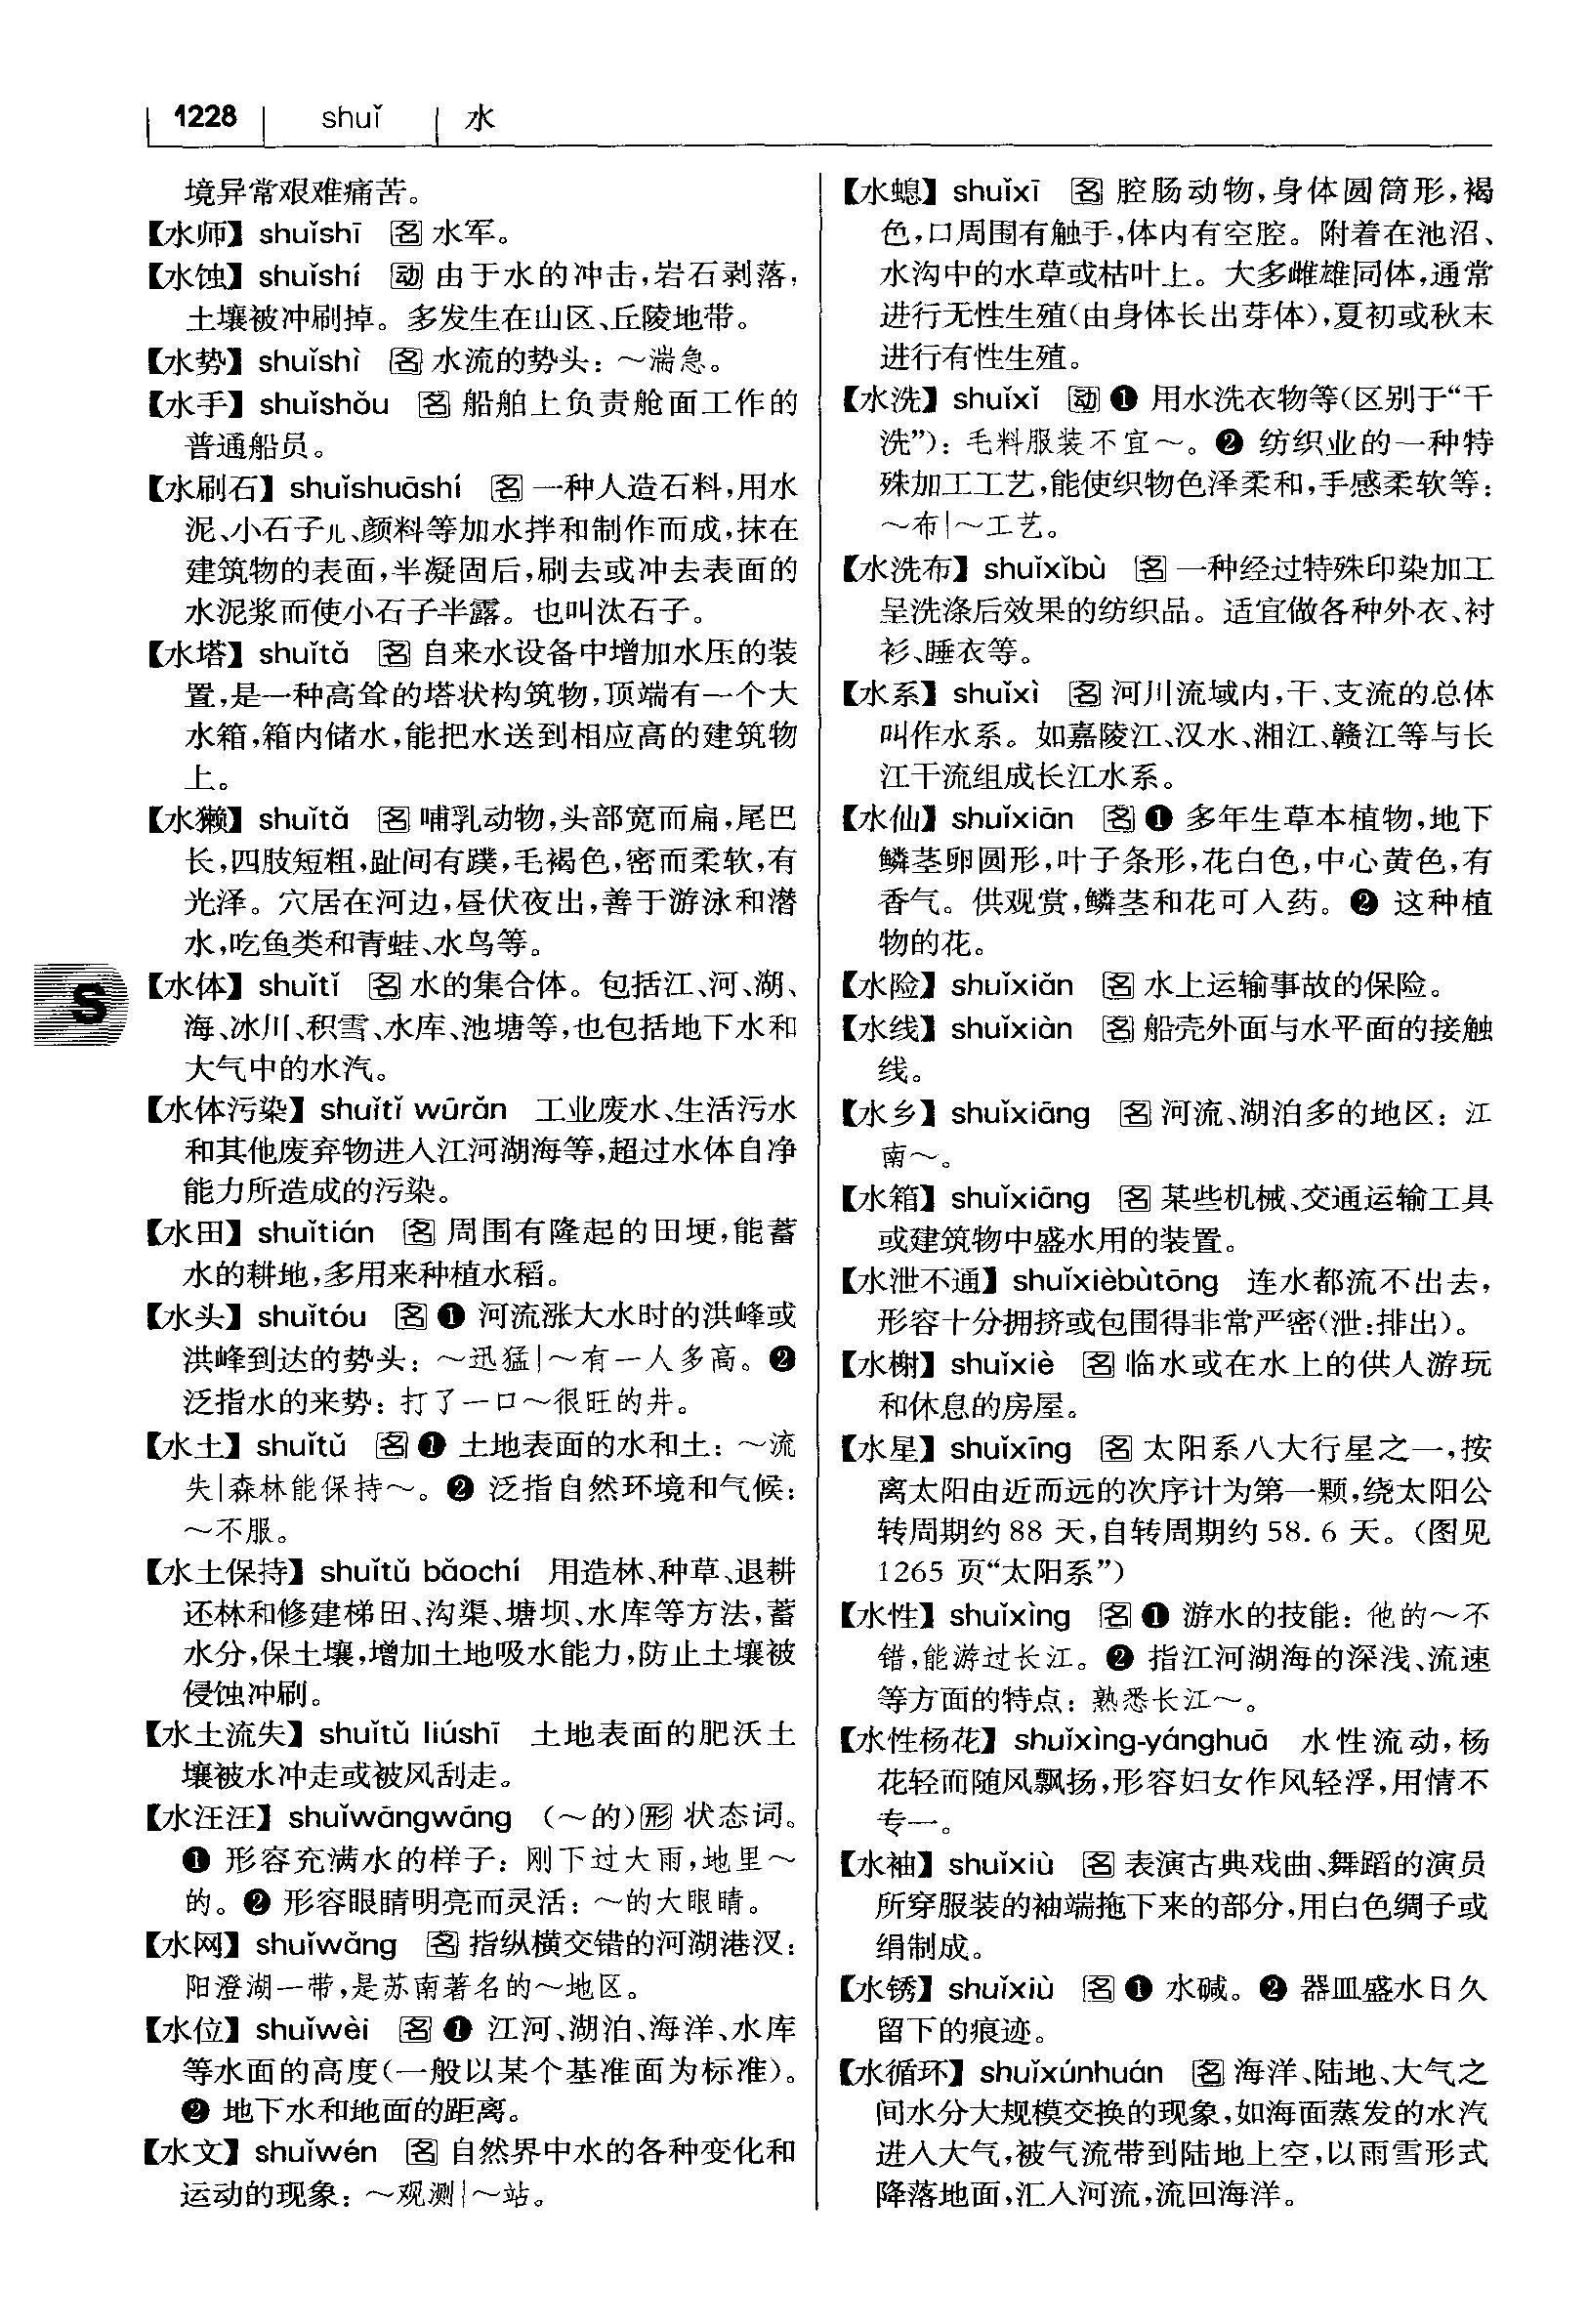 1228 shuǐ 水
境异常艰难痛苦。
【水师】shuǐshī 名 水军。
【水蚀】shuǐshí 动 由于水的冲击,岩石剥落,
土壤被冲刷掉。多发生在山区、丘陵地带。
【水势】shuǐshì 名 水流的势头:～湍急。
【水手】shuǐshǒu 名 船舶上负责舱面工作的
普通船员。
【水刷石】shuǐshuāshí 名 一种人造石料,用水
泥、小石子儿、颜料等加水拌和制作而成,抹在
建筑物的表面,半凝固后,刷去或冲去表面的
水泥浆而使小石子半露。也叫汰石子。
【水塔】shuǐtǎ 名 自来水设备中增加水压的装
置,是一种高耸的塔状构筑物,顶端有一个大
水箱,箱内储水,能把水送到相应高的建筑物
上。
【水獭】shuǐtǎ 名 哺乳动物,头部宽而扁,尾巴
长,四肢短粗,趾间有蹼,毛褐色,密而柔软,有
光泽。穴居在河边,昼伏夜出,善于游泳和潜
水,吃鱼类和青蛙、水鸟等。
S
【水体】shuǐtǐ 名 水的集合体。包括江、河、湖、
海、冰川、积雪、水库、池塘等,也包括地下水和
大气中的水汽。
【水体污染】shuǐtǐ wūrǎn 工业废水、生活污水
和其他废弃物进入江河湖海等,超过水体自净
能力所造成的污染。
【水田】shuǐtián 名 周围有隆起的田埂,能蓄
水的耕地,多用来种植水稻。
【水头】shuǐtóu 名 ❶ 河流涨大水时的洪峰或
洪峰到达的势头:～迅猛|～有一人多高。❷
泛指水的来势:打了一口～很旺的井。
【水土】shuǐtǔ 名 ❶ 土地表面的水和土:～流
失|森林能保持～。❷ 泛指自然环境和气候:
～不服。
【水土保持】shuǐtǔ bǎochí 用造林、种草、退耕
还林和修建梯田、沟渠、塘坝、水库等方法,蓄
水分,保土壤,增加土地吸水能力,防止土壤被
侵蚀冲刷。
【水土流失】shuǐtǔ liúshī 土地表面的肥沃土
壤被水冲走或被风刮走。
【水汪汪】shuǐwāngwāng (～的)形 状态词。
❶ 形容充满水的样子:刚下过大雨,地里～
的。❷ 形容眼睛明亮而灵活:～的大眼睛。
【水网】shuǐwǎng 名 指纵横交错的河湖港汊:
阳澄湖一带,是苏南著名的～地区。
【水位】shuǐwèi 名 ❶ 江河、湖泊、海洋、水库
等水面的高度(一般以某个基准面为标准)。
❷ 地下水和地面的距离。
【水文】shuǐwén 名 自然界中水的各种变化和
运动的现象:～观测|～站。
【水螅】shuǐxī 名 腔肠动物,身体圆筒形,褐
色,口周围有触手,体内有空腔。附着在池沼、
水沟中的水草或枯叶上。大多雌雄同体,通常
进行无性生殖(由身体长出芽体),夏初或秋末
进行有性生殖。
【水洗】shuǐxǐ 动 ❶ 用水洗衣物等(区别于“干
洗”):毛料服装不宜～。❷ 纺织业的一种特
殊加工工艺,能使织物色泽柔和,手感柔软等:
～布|～工艺。
【水洗布】shuǐxǐbù 名 一种经过特殊印染加工
呈洗涤后效果的纺织品。适宜做各种外衣、衬
衫、睡衣等。
【水系】shuǐxì 名 河川流域内,干、支流的总体
叫作水系。如嘉陵江、汉水、湘江、赣江等与长
江干流组成长江水系。
【水仙】shuǐxiān 名 ❶ 多年生草本植物,地下
鳞茎卵圆形,叶子条形,花白色,中心黄色,有
香气。供观赏,鳞茎和花可入药。❷ 这种植
物的花。
【水险】shuǐxiǎn 名 水上运输事故的保险。
【水线】shuǐxiàn 名 船壳外面与水平面的接触
线。
【水乡】shuǐxiāng 名 河流、湖泊多的地区:江
南～。
【水箱】shuǐxiāng 名 某些机械、交通运输工具
或建筑物中盛水用的装置。
【水泄不通】shuǐxièbùtōng 连水都流不出去,
形容十分拥挤或包围得非常严密(泄:排出)。
【水榭】shuǐxiè 名 临水或在水上的供人游玩
和休息的房屋。
【水星】shuǐxīng 名 太阳系八大行星之一,按
离太阳由近而远的次序计为第一颗,绕太阳公
转周期约 88 天,自转周期约 58.6 天。(图见
1265 页“太阳系”)
【水性】shuǐxìng 名 ❶ 游水的技能:他的～不
错,能游过长江。❷ 指江河湖海的深浅、流速
等方面的特点:熟悉长江～。
【水性杨花】shuǐxìng-yánghuā 水性流动,杨
花轻而随风飘扬,形容妇女作风轻浮,用情不
专一。
【水袖】shuǐxiù 名 表演古典戏曲、舞蹈的演员
所穿服装的袖端拖下来的部分,用白色绸子或
绢制成。
【水锈】shuǐxiù 名 ❶ 水碱。❷ 器皿盛水日久
留下的痕迹。
【水循环】shuǐxúnhuán 名 海洋、陆地、大气之
间水分大规模交换的现象,如海面蒸发的水汽
进入大气,被气流带到陆地上空,以雨雪形式
降落地面,汇入河流,流回海洋。